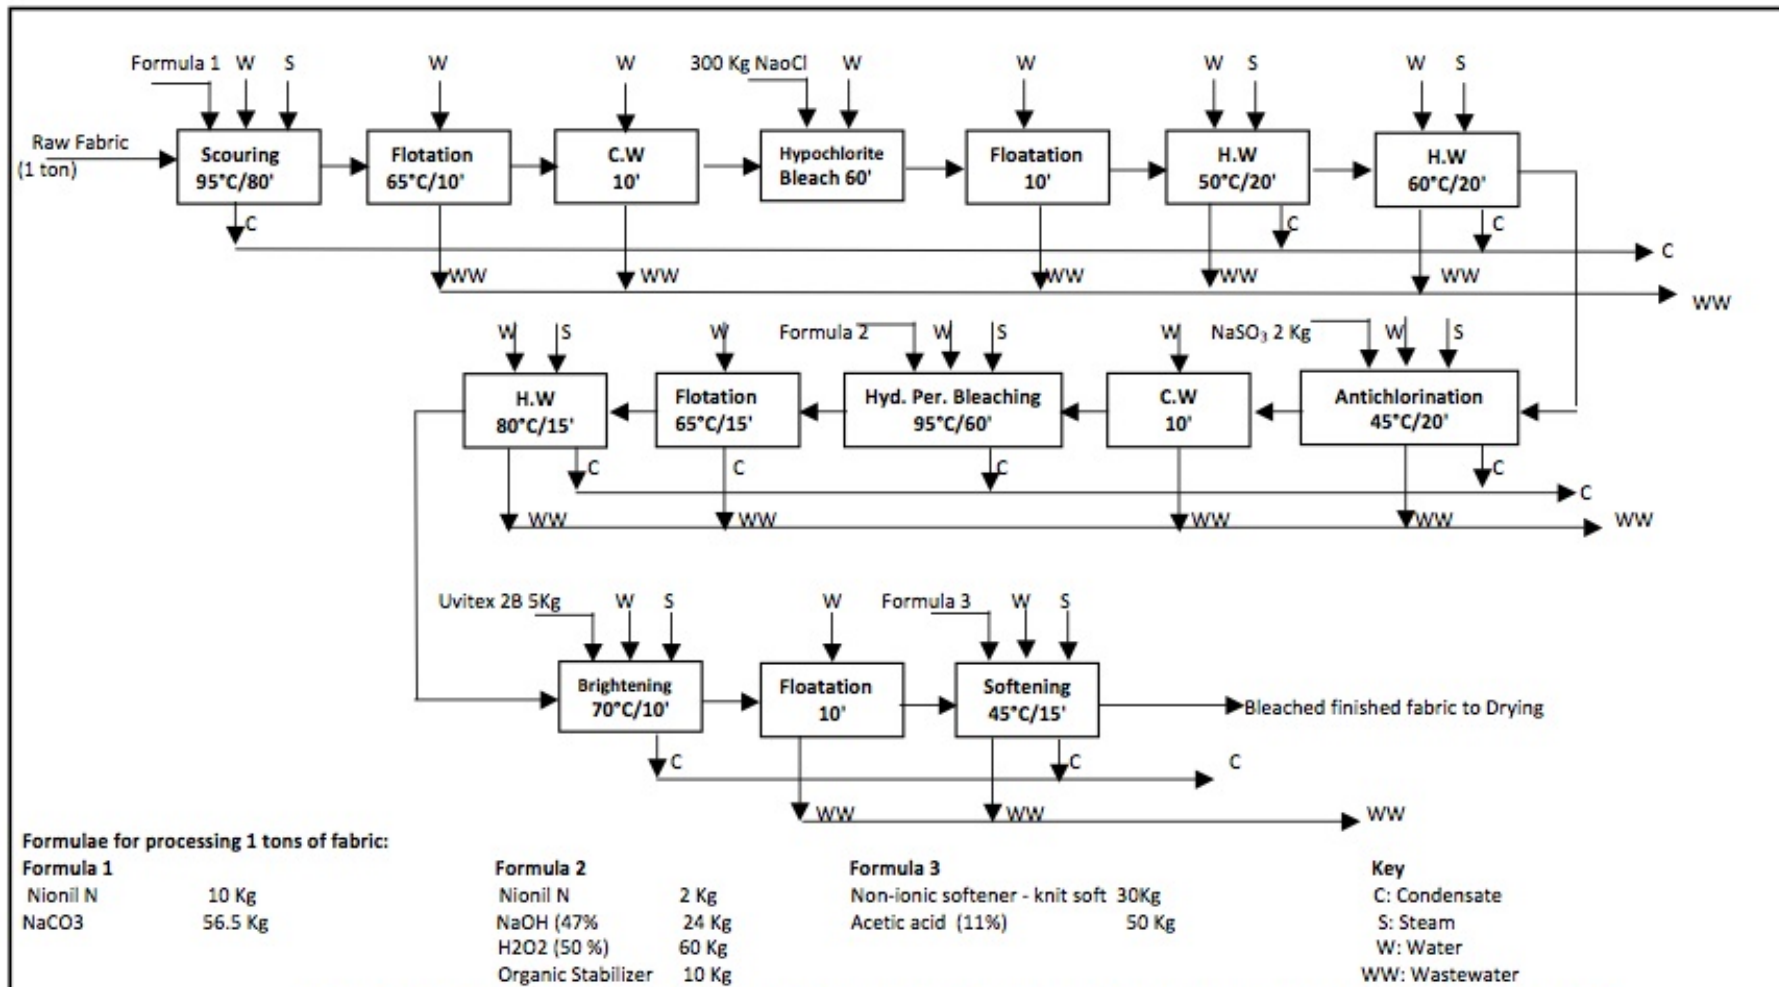 Formula 1 W S W W 300 Kg NaoCl W W W S W S
Raw Fabric
(1 ton)
Scouring
95°C/80'
Flotation
65°C/10'
C.W
10'
Hypochlorite
Bleach 60'
Floatation
10'
H.W
50°C/20'
H.W
60°C/20'
C C C C
WW WW WW WW WW WW
W S W Formula 2 W S W NaSO₃ 2 Kg W S
H.W
80°C/15'
Flotation
65°C/15'
Hyd. Per. Bleaching
95°C/60'
C.W
10'
Antichlorination
45°C/20'
C C C C C
WW WW WW WW WW
Uvitex 2B 5Kg W S W Formula 3 W S
Brightening
70°C/10'
Floatation
10'
Softening
45°C/15'
Bleached finished fabric to Drying
C C C
WW WW WW
Formulae for processing 1 tons of fabric:
Formula 1
Nionil N 10 Kg
NaCO3 56.5 Kg
Formula 2
Nionil N 2 Kg
NaOH (47% 24 Kg
H2O2 (50 %) 60 Kg
Organic Stabilizer 10 Kg
Formula 3
Non-ionic softener - knit soft 30Kg
Acetic acid (11%) 50 Kg
Key
C: Condensate
S: Steam
W: Water
WW: Wastewater